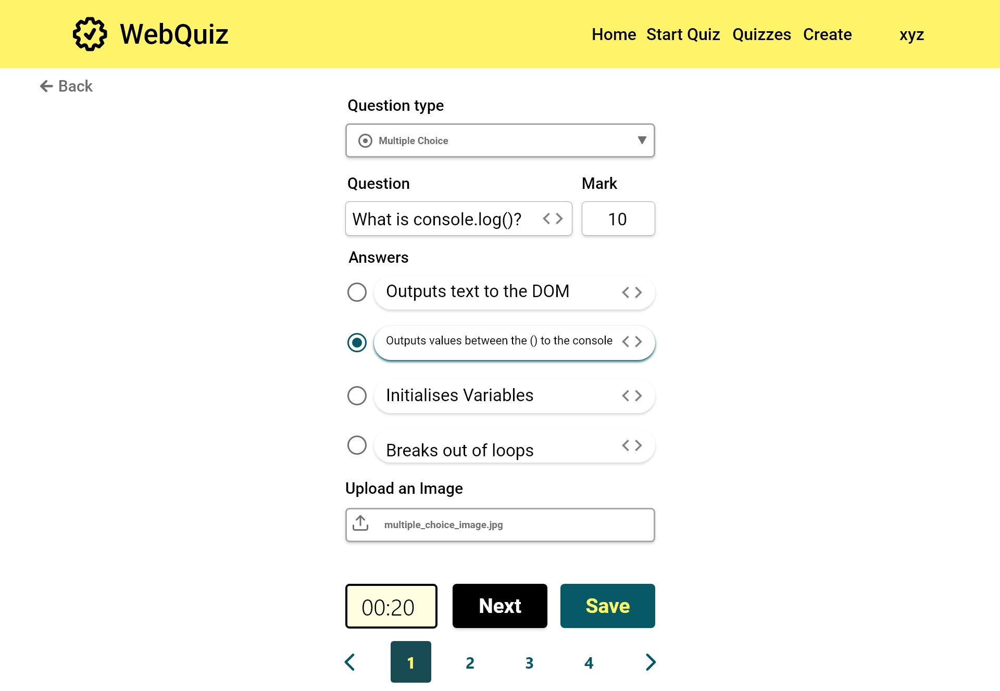 WebQuiz
Home Start Quiz Quizzes Create xyz
Back
Question type
Multiple Choice
Question Mark
What is console.log()? < > 10
Answers
Outputs text to the DOM < >
Outputs values between the () to the console < >
Initialises Variables < >
Breaks out of loops < >
Upload an Image
multiple_choice_image.jpg
00:20 Next Save
1 2 3 4